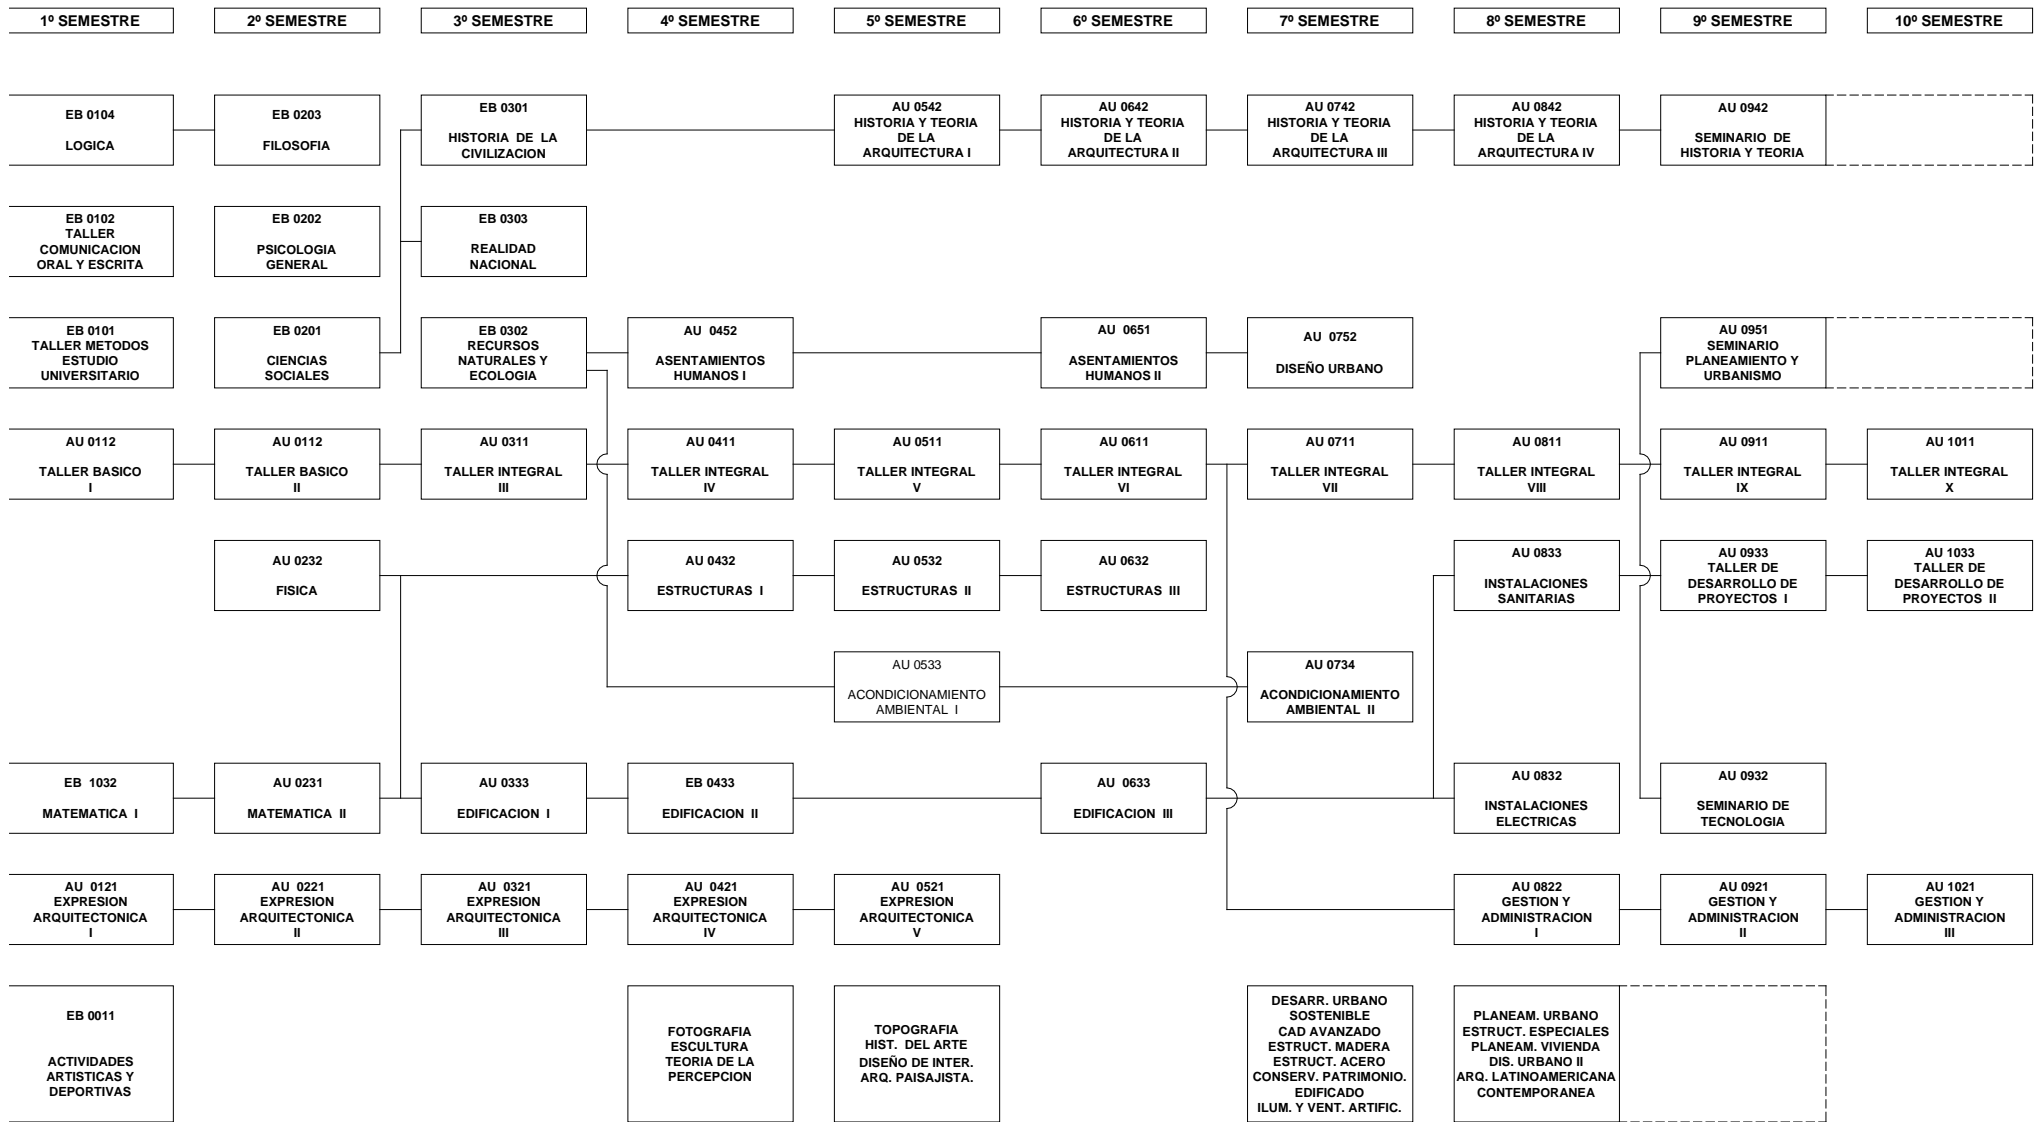 1º SEMESTRE
2º SEMESTRE
3º SEMESTRE
4º SEMESTRE
5º SEMESTRE
6º SEMESTRE
7º SEMESTRE
8º SEMESTRE
9º SEMESTRE
10º SEMESTRE
EB 0104
LOGICA
EB 0203
FILOSOFIA
EB 0301
HISTORIA DE LA
CIVILIZACION
AU 0542
HISTORIA Y TEORIA
DE LA
ARQUITECTURA I
AU 0642
HISTORIA Y TEORIA
DE LA
ARQUITECTURA II
AU 0742
HISTORIA Y TEORIA
DE LA
ARQUITECTURA III
AU 0842
HISTORIA Y TEORIA
DE LA
ARQUITECTURA IV
AU 0942
SEMINARIO DE
HISTORIA Y TEORIA
EB 0102
TALLER
COMUNICACION
ORAL Y ESCRITA
EB 0202
PSICOLOGIA
GENERAL
EB 0303
REALIDAD
NACIONAL
EB 0101
TALLER METODOS
ESTUDIO
UNIVERSITARIO
EB 0201
CIENCIAS
SOCIALES
EB 0302
RECURSOS
NATURALES Y
ECOLOGIA
AU 0452
ASENTAMIENTOS
HUMANOS I
AU 0651
ASENTAMIENTOS
HUMANOS II
AU 0752
DISEÑO URBANO
AU 0951
SEMINARIO
PLANEAMIENTO Y
URBANISMO
AU 0112
TALLER BASICO
I
AU 0112
TALLER BASICO
II
AU 0311
TALLER INTEGRAL
III
AU 0411
TALLER INTEGRAL
IV
AU 0511
TALLER INTEGRAL
V
AU 0611
TALLER INTEGRAL
VI
AU 0711
TALLER INTEGRAL
VII
AU 0811
TALLER INTEGRAL
VIII
AU 0911
TALLER INTEGRAL
IX
AU 1011
TALLER INTEGRAL
X
AU 0232
FISICA
AU 0432
ESTRUCTURAS I
AU 0532
ESTRUCTURAS II
AU 0632
ESTRUCTURAS III
AU 0833
INSTALACIONES
SANITARIAS
AU 0933
TALLER DE
DESARROLLO DE
PROYECTOS I
AU 1033
TALLER DE
DESARROLLO DE
PROYECTOS II
AU 0533
ACONDICIONAMIENTO
AMBIENTAL I
AU 0734
ACONDICIONAMIENTO
AMBIENTAL II
EB 1032
MATEMATICA I
AU 0231
MATEMATICA II
AU 0333
EDIFICACION I
EB 0433
EDIFICACION II
AU 0633
EDIFICACION III
AU 0832
INSTALACIONES
ELECTRICAS
AU 0932
SEMINARIO DE
TECNOLOGIA
AU 0121
EXPRESION
ARQUITECTONICA
I
AU 0221
EXPRESION
ARQUITECTONICA
II
AU 0321
EXPRESION
ARQUITECTONICA
III
AU 0421
EXPRESION
ARQUITECTONICA
IV
AU 0521
EXPRESION
ARQUITECTONICA
V
AU 0822
GESTION Y
ADMINISTRACION
I
AU 0921
GESTION Y
ADMINISTRACION
II
AU 1021
GESTION Y
ADMINISTRACION
III
EB 0011
ACTIVIDADES
ARTISTICAS Y
DEPORTIVAS
FOTOGRAFIA
ESCULTURA
TEORIA DE LA
PERCEPCION
TOPOGRAFIA
HIST. DEL ARTE
DISEÑO DE INTER.
ARQ. PAISAJISTA.
DESARR. URBANO
SOSTENIBLE
CAD AVANZADO
ESTRUCT. MADERA
ESTRUCT. ACERO
CONSERV. PATRIMONIO.
EDIFICADO
ILUM. Y VENT. ARTIFIC.
PLANEAM. URBANO
ESTRUCT. ESPECIALES
PLANEAM. VIVIENDA
DIS. URBANO II
ARQ. LATINOAMERICANA
CONTEMPORANEA